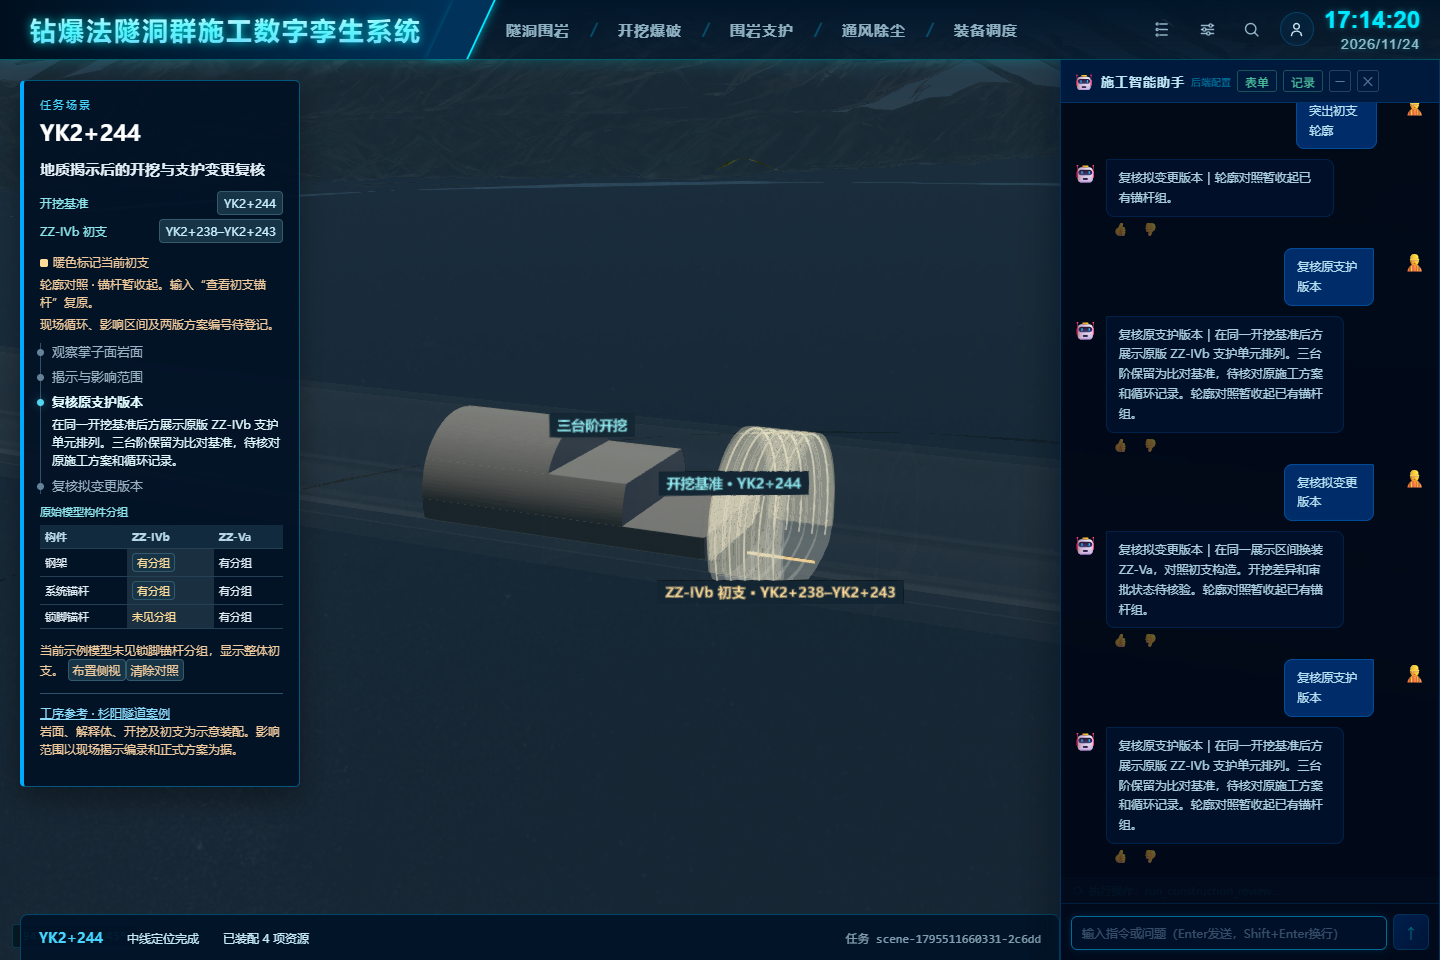 钻爆法隧洞群施工数字孪生系统
隧洞围岩 / 开挖爆破 / 围岩支护 / 通风除尘 / 装备调度
17:14:20
2026/11/24
任务场景
YK2+244
地质揭示后的开挖与支护变更复核
开挖基准 YK2+244
ZZ-IVb 初支 YK2+238—YK2+243
暖色标记当前初支
轮廓对照 · 锚杆暂收起。输入“查看初支锚
杆”复原。
现场循环、影响区间及两版方案编号待登记。
观察掌子面岩面
揭示与影响范围
复核原支护版本
在同一开挖基准后方展示原版 ZZ-IVb 支护
单元排列。三台阶保留为比对基准，待核对
原施工方案和循环记录。
复核拟变更版本
原始模型构件分组
构件 ZZ-IVb ZZ-Va
钢架 有分组 有分组
系统锚杆 有分组 有分组
锁脚锚杆 未见分组 有分组
当前示例模型未见锁脚锚杆分组，显示整体初
支。 布置侧视 清除对照
工序参考 · 杉阳隧道案例
岩面、解释体、开挖及初支为示意装配。影响
范围以现场揭示编录和正式方案为据。
三台阶开挖
开挖基准 · YK2+244
ZZ-IVb 初支 · YK2+238—YK2+243
YK2+244 中线定位完成 已装配 4 项资源
任务 scene-1795511660331-2c6dd
施工智能助手 后端配置 表单 记录
突出初支
轮廓
复核拟变更版本 | 轮廓对照暂收起已
有锚杆组。
复核原支护
版本
复核原支护版本 | 在同一开挖基准后方
展示原版 ZZ-IVb 支护单元排列。三台
阶保留为比对基准，待核对原施工方案
和循环记录。轮廓对照暂收起已有锚杆
组。
复核拟变更
版本
复核拟变更版本 | 在同一展示区间换装
ZZ-Va，对照初支构造。开挖差异和审
批状态待核验。轮廓对照暂收起已有锚
杆组。
复核原支护
版本
复核原支护版本 | 在同一开挖基准后方
展示原版 ZZ-IVb 支护单元排列。三台
阶保留为比对基准，待核对原施工方案
和循环记录。轮廓对照暂收起已有锚杆
组。
输入指令或问题（Enter发送，Shift+Enter换行）